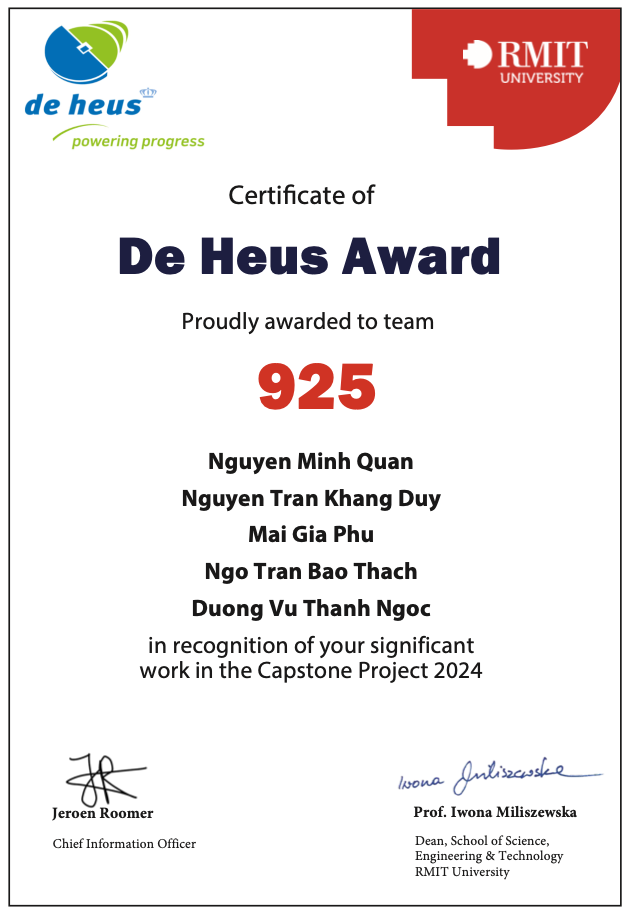 de heus
powering progress
RMIT
UNIVERSITY
Certificate of
De Heus Award
Proudly awarded to team
925
Nguyen Minh Quan
Nguyen Tran Khang Duy
Mai Gia Phu
Ngo Tran Bao Thach
Duong Vu Thanh Ngoc
in recognition of your significant
work in the Capstone Project 2024
JR
Jeroen Roomer
Chief Information Officer
Iwona Miliszewska
Prof. Iwona Miliszewska
Dean, School of Science,
Engineering & Technology
RMIT University